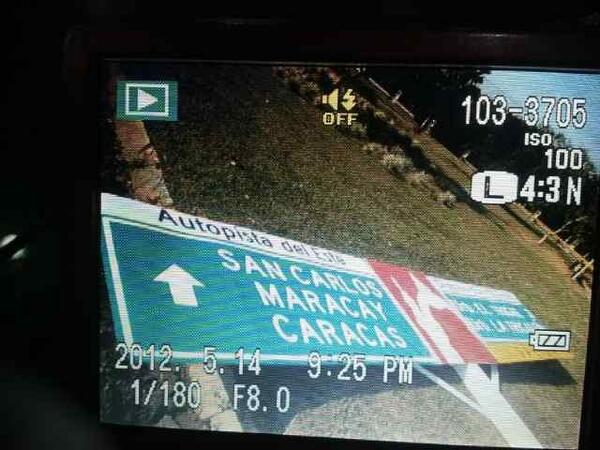 103-3705
OFF
ISO
100
L 4:3 N
Autopista del Este
SAN CARLOS
MARACAY
CARACAS
2012. 5.14 9:25 PM
1/180 F8.0